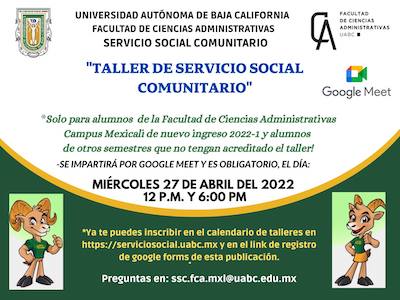 UNIVERSIDAD AUTÓNOMA DE BAJA CALIFORNIA
FACULTAD DE CIENCIAS ADMINISTRATIVAS
SERVICIO SOCIAL COMUNITARIO
FACULTAD
DE CIENCIAS
ADMINISTRATIVAS
UABC
"TALLER DE SERVICIO SOCIAL
COMUNITARIO"
Google Meet
*Solo para alumnos de la Facultad de Ciencias Administrativas
Campus Mexicali de nuevo ingreso 2022-1 y alumnos
de otros semestres que no tengan acreditado el taller!
-SE IMPARTIRÁ POR GOOGLE MEET Y ES OBLIGATORIO, EL DÍA:
MIÉRCOLES 27 DE ABRIL DEL 2022
12 P.M. Y 6:00 PM
*Ya te puedes inscribir en el calendario de talleres en
https://serviciosocial.uabc.mx y en el link de registro
de google forms de esta publicación.
Preguntas en: ssc.fca.mxl@uabc.edu.mx